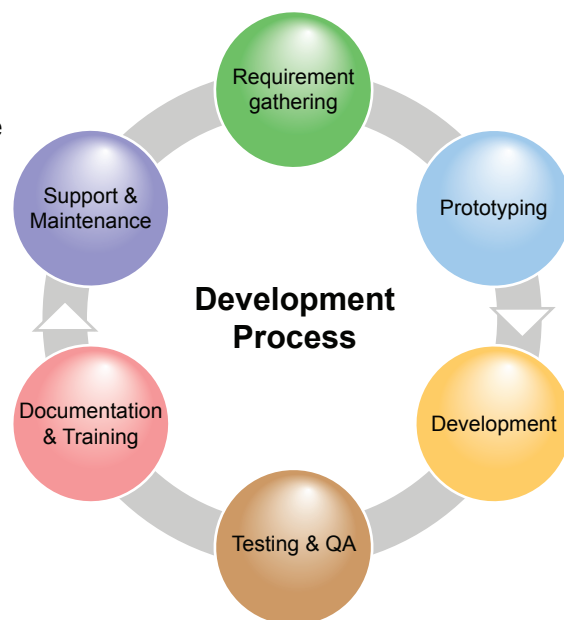 Requirement
gathering
e
Support &
Maintenance
Prototyping
Development
Process
Documentation
& Training
Development
Testing & QA